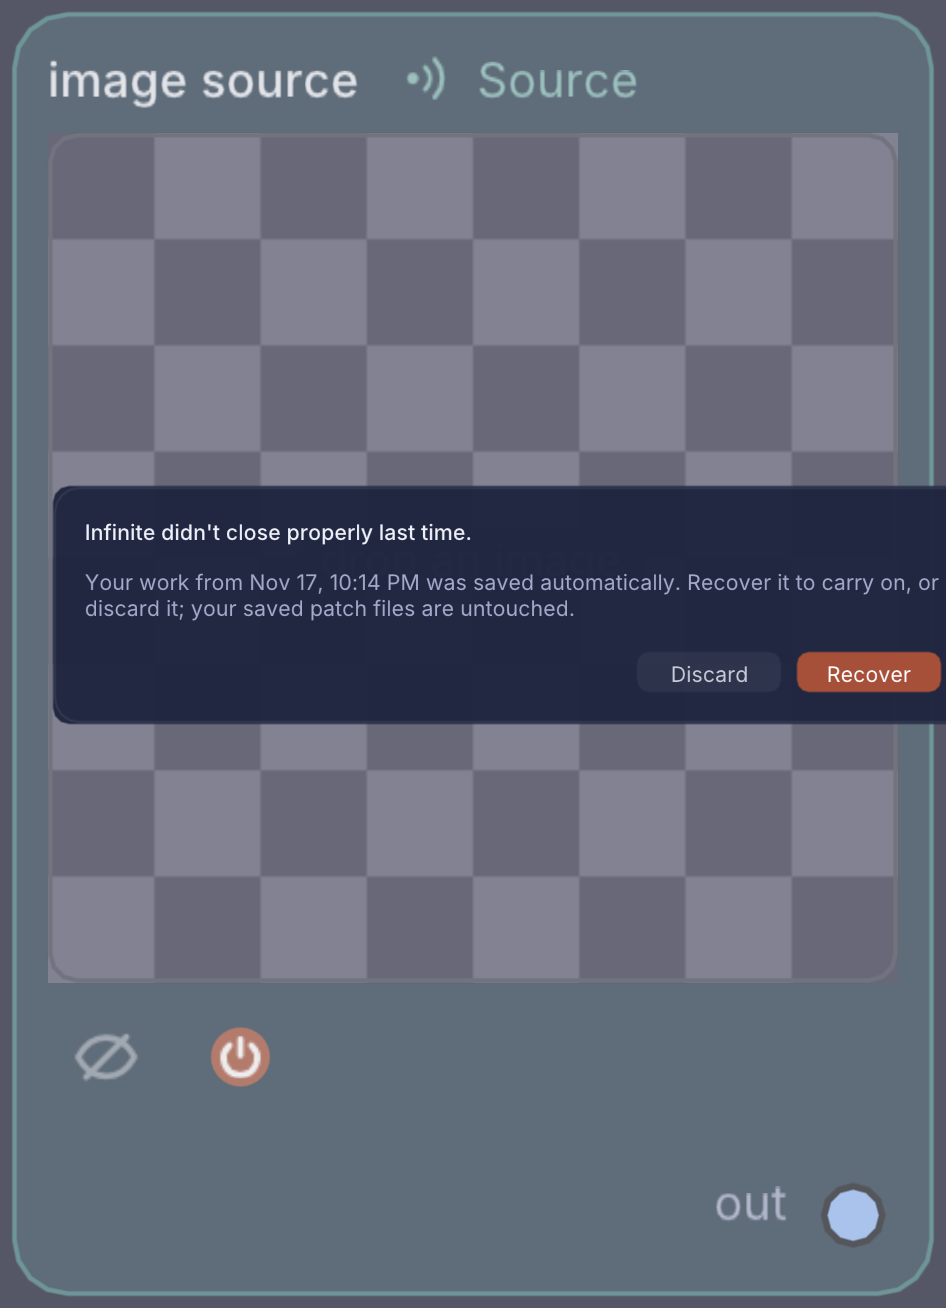 image source Source
Infinite didn't close properly last time.
Your work from Nov 17, 10:14 PM was saved automatically. Recover it to carry on, or
discard it; your saved patch files are untouched.
Discard Recover
out